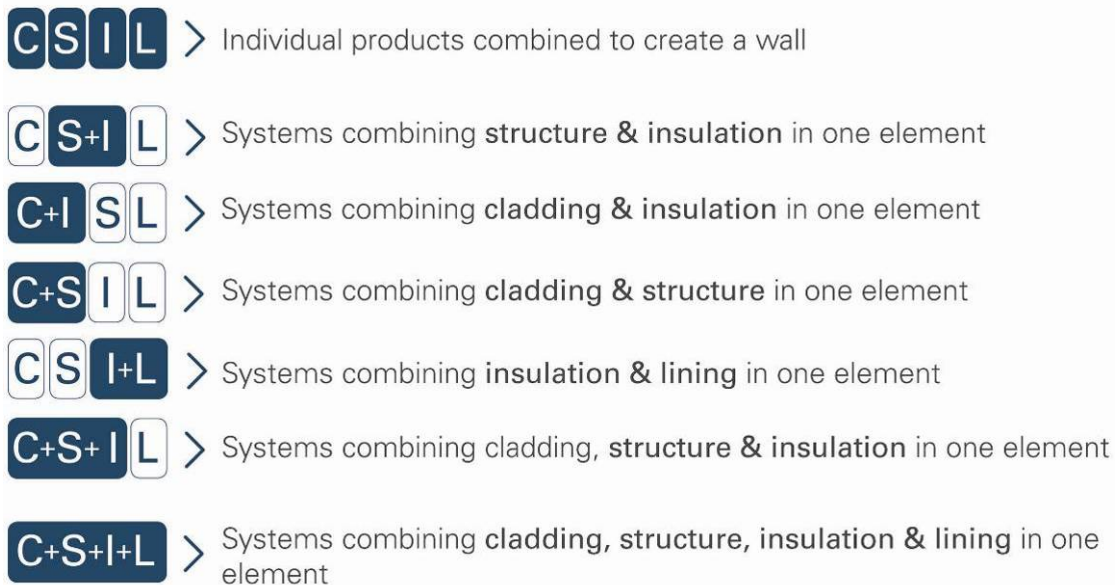 C S I L > Individual products combined to create a wall
C S+I L > Systems combining structure & insulation in one element
C+I S L > Systems combining cladding & insulation in one element
C+S I L > Systems combining cladding & structure in one element
C S I+L > Systems combining insulation & lining in one element
C+S+I L > Systems combining cladding, structure & insulation in one element
C+S+I+L > Systems combining cladding, structure, insulation & lining in one
element